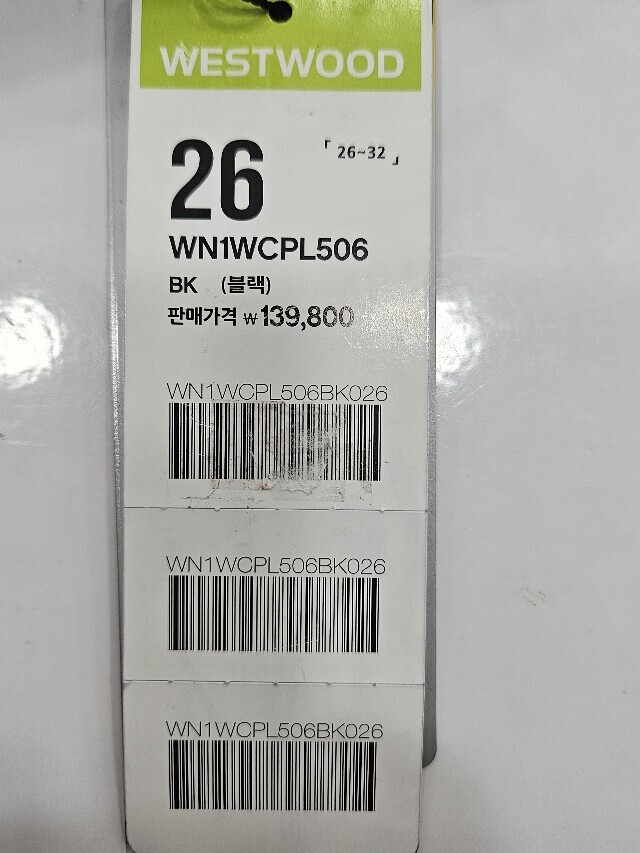 WESTWOOD
26 「26~32」
WN1WCPL506
BK (블랙)
판매가격 ₩139,800
WN1WCPL506BK026
WN1WCPL506BK026
WN1WCPL506BK026